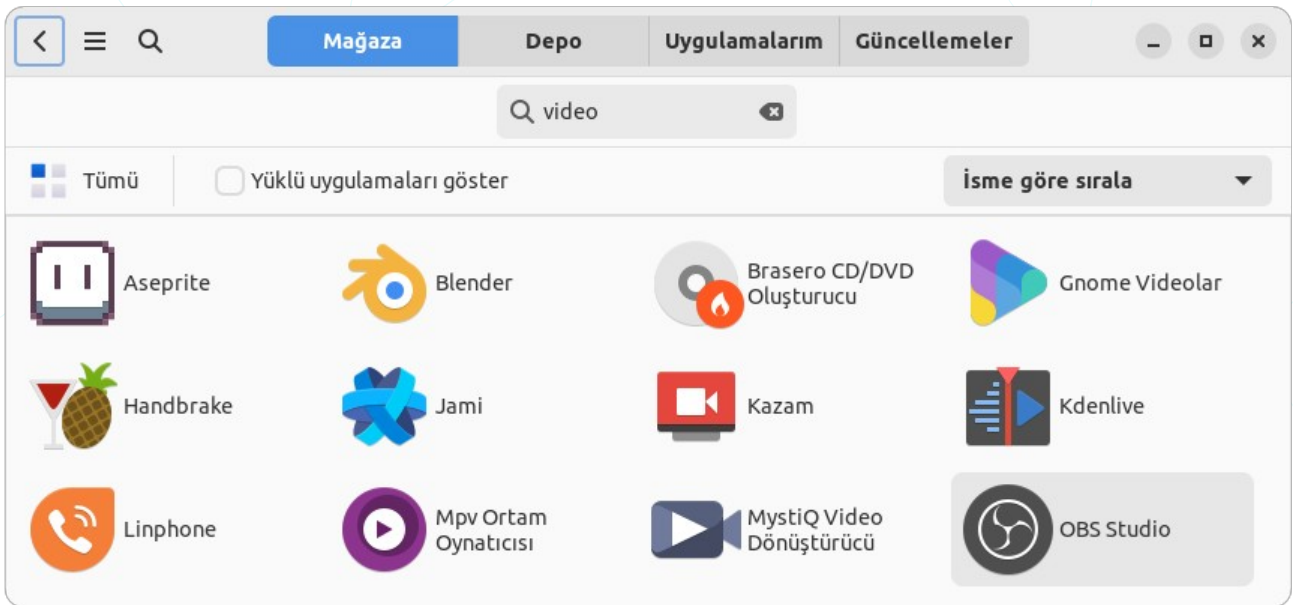 Mağaza
Depo
Uygulamalarım
Güncellemeler
video
Tümü
Yüklü uygulamaları göster
İsme göre sırala
Aseprite
Blender
Brasero CD/DVD
Oluşturucu
Gnome Videolar
Handbrake
Jami
Kazam
Kdenlive
Linphone
Mpv Ortam
Oynatıcısı
MystiQ Video
Dönüştürücü
OBS Studio